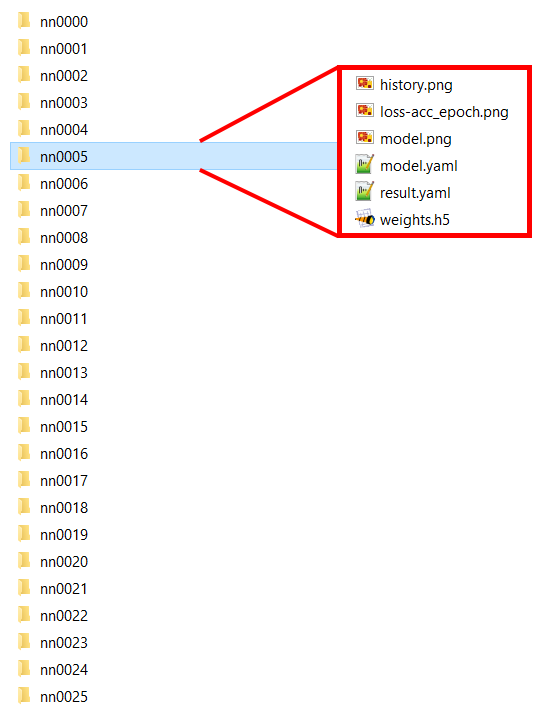 nn0000
nn0001
nn0002
nn0003
nn0004
nn0005
nn0006
nn0007
nn0008
nn0009
nn0010
nn0011
nn0012
nn0013
nn0014
nn0015
nn0016
nn0017
nn0018
nn0019
nn0020
nn0021
nn0022
nn0023
nn0024
nn0025
history.png
loss-acc_epoch.png
model.png
model.yaml
result.yaml
weights.h5